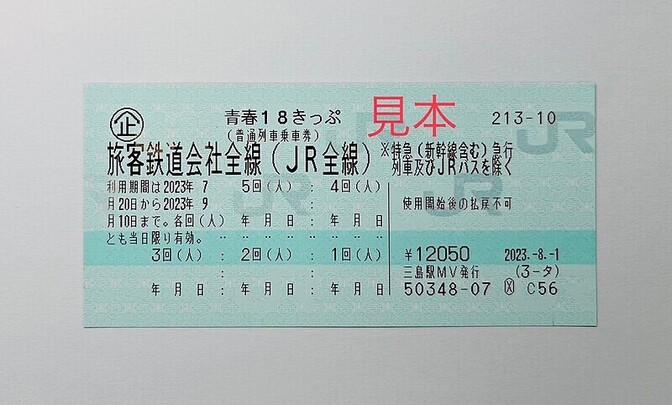 企 青春18きっぷ 見本 213-10
(普通列車乗車券)
旅客鉄道会社全線(JR全線) ※特急(新幹線含む)急行
列車及びJRバスを除く
利用期間は2023年 7 5回(人) : 4回(人)
月20日から2023年 9 使用開始後の払戻不可
月10日まで。各回(人) 年 月 日 : 年 月 日
とも当日限り有効。
3回(人) : 2回(人) : 1回(人) ¥12050 2023.-8.-1
三島駅MV発行 (3-タ)
年 月 日 : 年 月 日 : 年 月 日 50348-07 Ⓧ C56
JR
JR
JR
JR